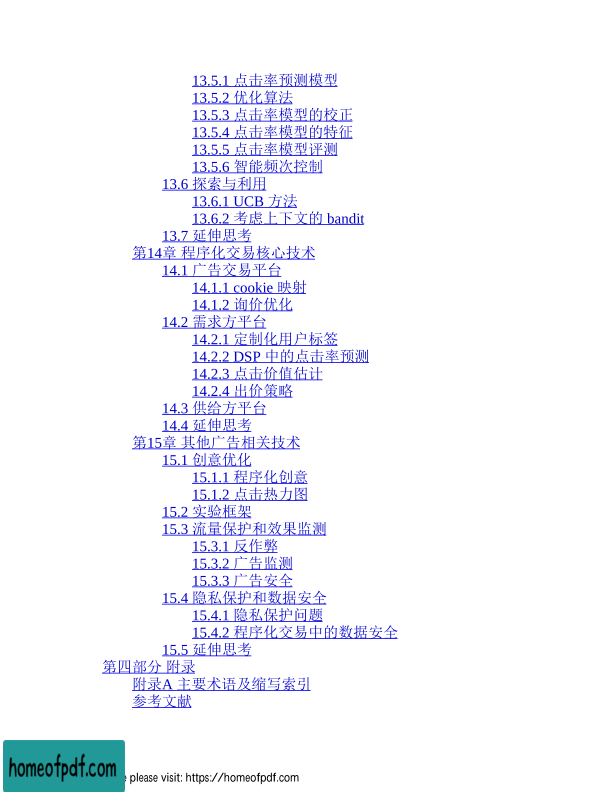 13.5.1 点击率预测模型
13.5.2 优化算法
13.5.3 点击率模型的校正
13.5.4 点击率模型的特征
13.5.5 点击率模型评测
13.5.6 智能频次控制
13.6 探索与利用
13.6.1 UCB 方法
13.6.2 考虑上下文的 bandit
13.7 延伸思考
第14章 程序化交易核心技术
14.1 广告交易平台
14.1.1 cookie 映射
14.1.2 询价优化
14.2 需求方平台
14.2.1 定制化用户标签
14.2.2 DSP 中的点击率预测
14.2.3 点击价值估计
14.2.4 出价策略
14.3 供给方平台
14.4 延伸思考
第15章 其他广告相关技术
15.1 创意优化
15.1.1 程序化创意
15.1.2 点击热力图
15.2 实验框架
15.3 流量保护和效果监测
15.3.1 反作弊
15.3.2 广告监测
15.3.3 广告安全
15.4 隐私保护和数据安全
15.4.1 隐私保护问题
15.4.2 程序化交易中的数据安全
15.5 延伸思考
第四部分 附录
附录A 主要术语及缩写索引
参考文献
homeofpdf.com
please visit: https://homeofpdf.com